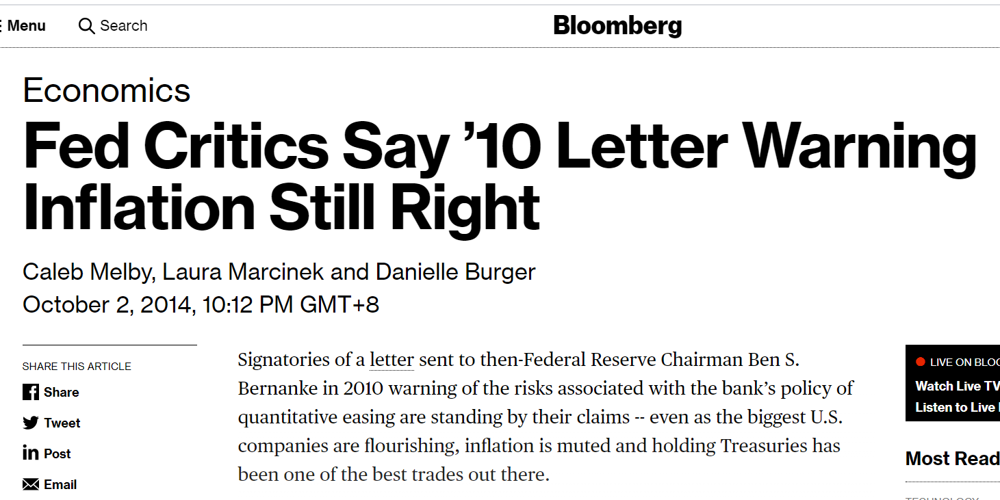 Menu
Search
Bloomberg
Economics
Fed Critics Say ’10 Letter Warning
Inflation Still Right
Caleb Melby, Laura Marcinek and Danielle Burger
October 2, 2014, 10:12 PM GMT+8
SHARE THIS ARTICLE
Share
Tweet
Post
Email
Signatories of a letter sent to then-Federal Reserve Chairman Ben S.
Bernanke in 2010 warning of the risks associated with the bank’s policy of
quantitative easing are standing by their claims -- even as the biggest U.S.
companies are flourishing, inflation is muted and holding Treasuries has
been one of the best trades out there.
LIVE ON BLOO
Watch Live TV
Listen to Live
Most Read